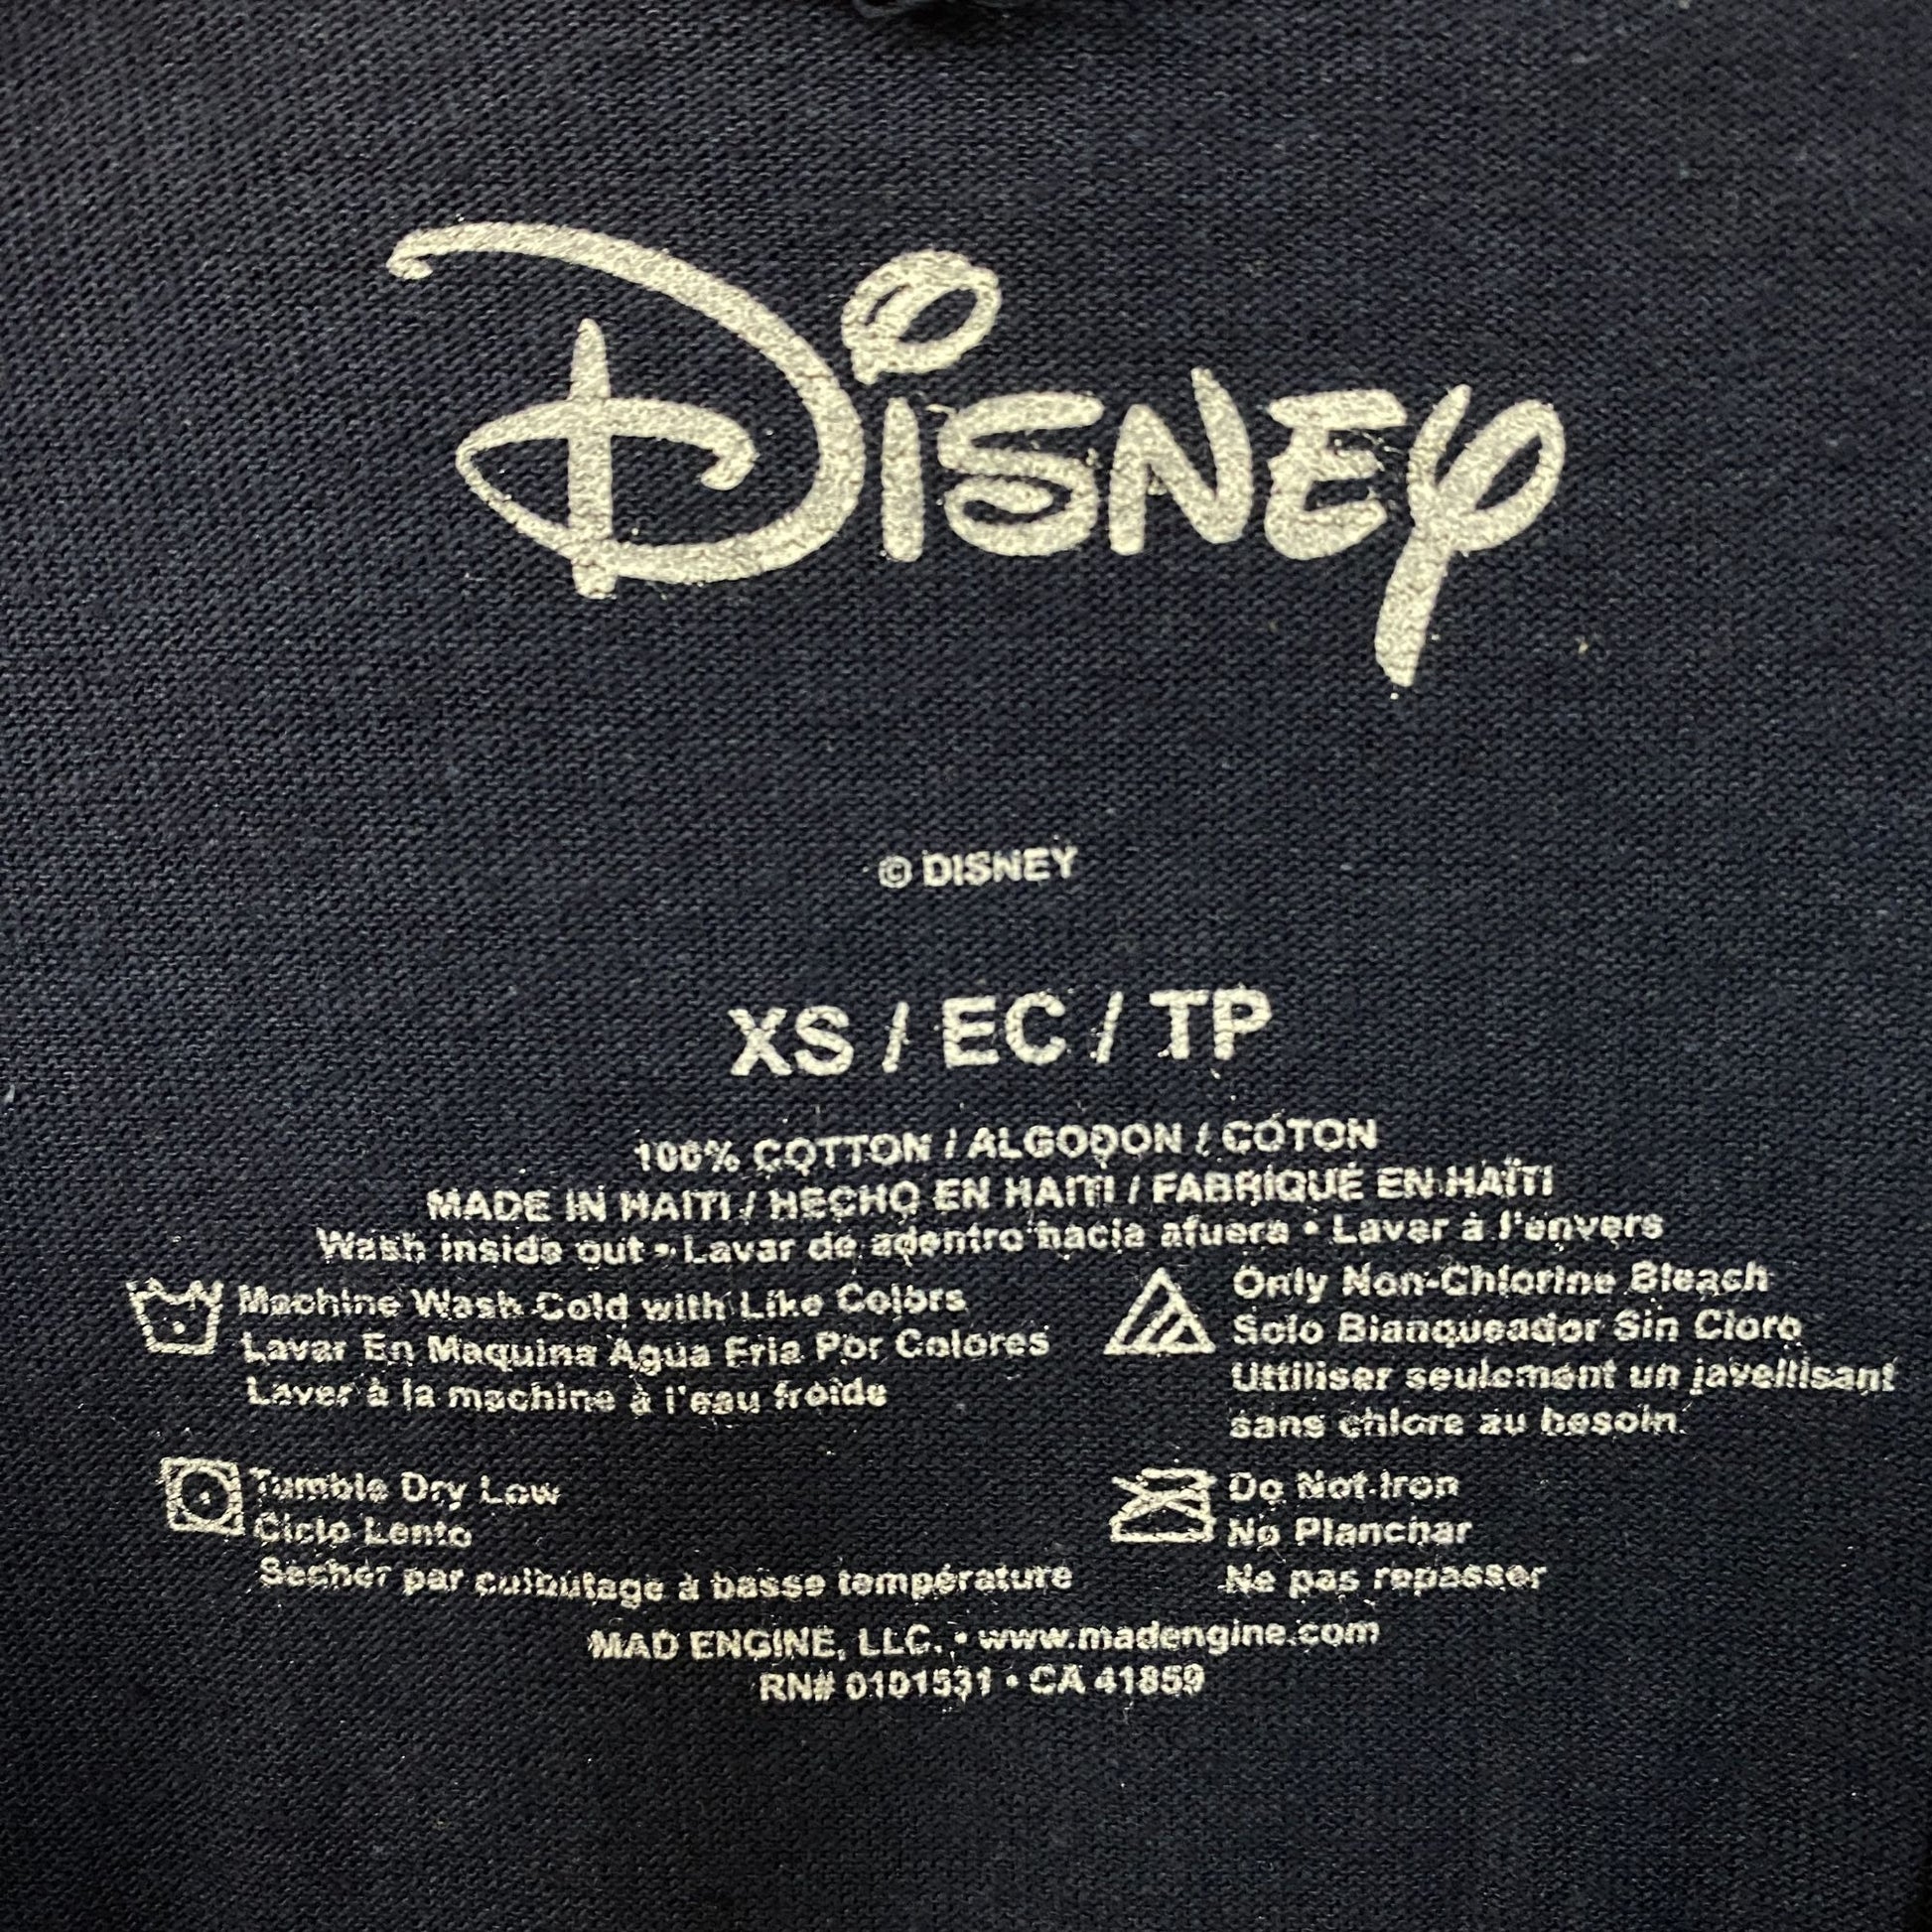 Disney
© DISNEY
XS / EC / TP
100% COTTON / ALGODON / COTON
MADE IN HAITI / HECHO EN HAITI / FABRIQUÉ EN HAÏTI
Wash inside out • Lavar de adentro hacia afuera • Laver à l'envers
Machine Wash Cold with Like Colors
Lavar En Maquina Agua Fria Por Colores
Laver à la machine à l'eau froide
Only Non-Chlorine Bleach
Solo Blanqueador Sin Cloro
Uttiliser seulement un javellisant
sans chlore au besoin.
Tumble Dry Low
Ciclo Lento
Sécher par culbutage à basse température
Do Not Iron
No Planchar
Ne pas repasser
MAD ENGINE, LLC. • www.madengine.com
RN# 0101531 • CA 41859